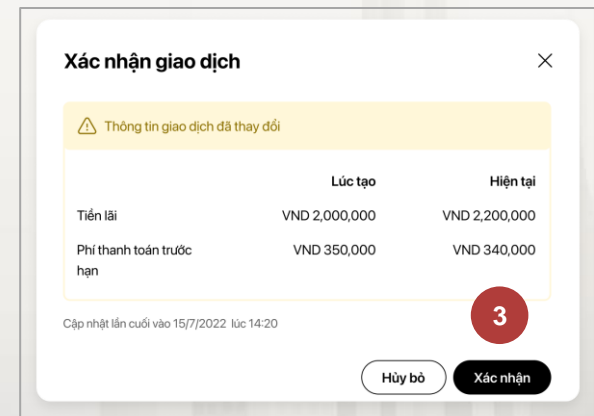 Xác nhận giao dịch
Thông tin giao dịch đã thay đổi
Lúc tạo Hiện tại
Tiền lãi VND 2,000,000 VND 2,200,000
Phí thanh toán trước VND 350,000 VND 340,000
hạn
Cập nhật lần cuối vào 15/7/2022 lúc 14:20
3
Hủy bỏ Xác nhận